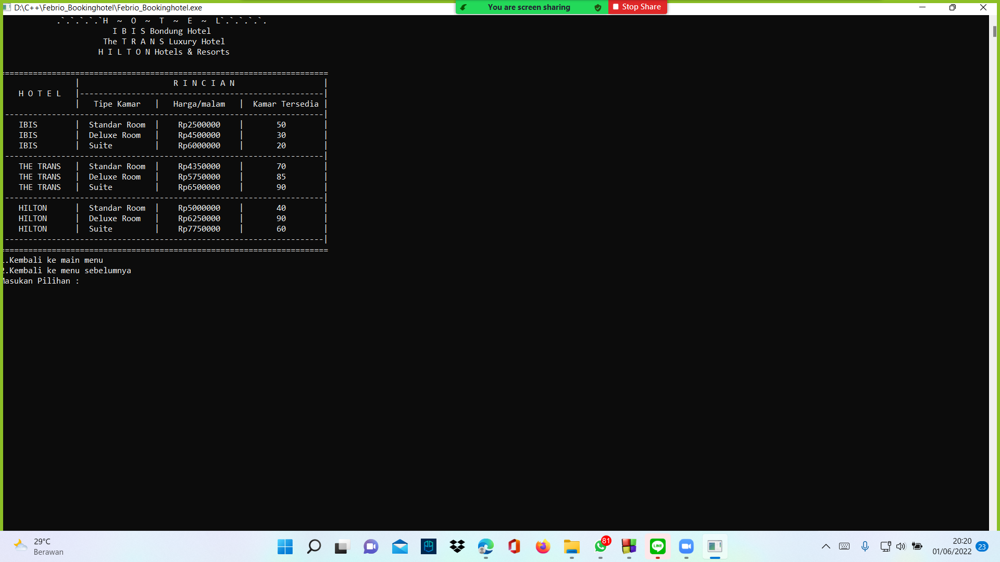 D:\C++\Febrio_Bookinghotel\Febrio_Bookinghotel.exe
You are screen sharing
Stop Share
.`.`.`.`.`H ~ O ~ T ~ E ~ L`.`.`.`.`.
I B I S Bondung Hotel
The T R A N S Luxury Hotel
H I L T O N Hotels & Resorts
=====================================================================
| R I N C I A N |
H O T E L |----------------------------------------------------|
| Tipe Kamar | Harga/malam | Kamar Tersedia |
--------------------------------------------------------------------|
IBIS | Standar Room | Rp2500000 | 50 |
IBIS | Deluxe Room | Rp4500000 | 30 |
IBIS | Suite | Rp6000000 | 20 |
--------------------------------------------------------------------|
THE TRANS | Standar Room | Rp4350000 | 70 |
THE TRANS | Deluxe Room | Rp5750000 | 85 |
THE TRANS | Suite | Rp6500000 | 90 |
--------------------------------------------------------------------|
HILTON | Standar Room | Rp5000000 | 40 |
HILTON | Deluxe Room | Rp6250000 | 90 |
HILTON | Suite | Rp7750000 | 60 |
--------------------------------------------------------------------|
=====================================================================
1.Kembali ke main menu
2.Kembali ke menu sebelumnya
Masukan Pilihan :
29°C
Berawan
81
LINE
20:20
01/06/2022
23